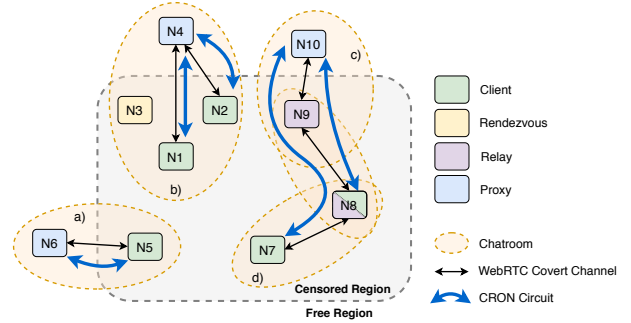 N4
N10
c)
N3
N2
N9
N1
b)
a)
N8
N6
N5
N7
d)
Censored Region
Free Region
Client
Rendezvous
Relay
Proxy
Chatroom
WebRTC Covert Channel
CRON Circuit